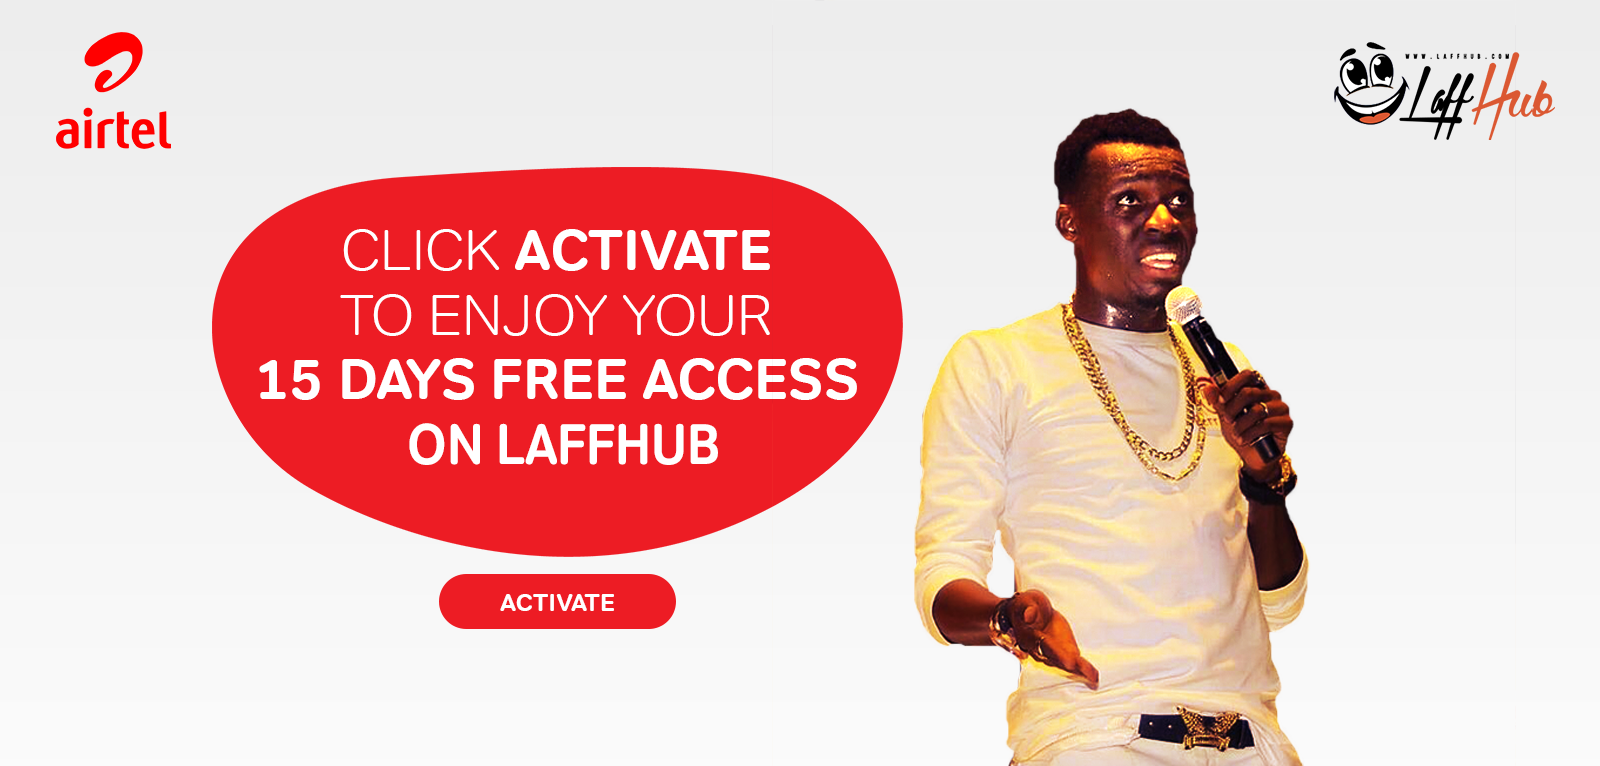 airtel
WWW.LAFFHUB.COM
Laff Hub
CLICK ACTIVATE
TO ENJOY YOUR
15 DAYS FREE ACCESS
ON LAFFHUB
ACTIVATE